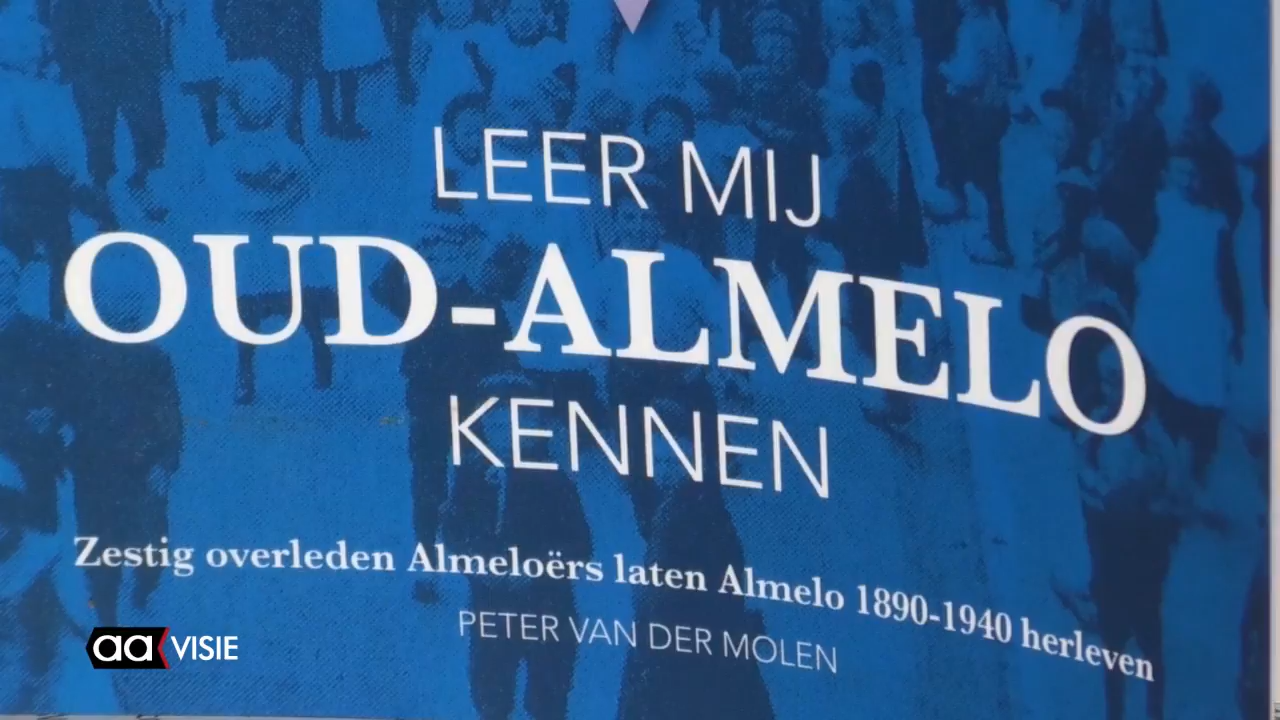 LEER MIJ
OUD-ALMELO
KENNEN
Zestig overleden Almeloërs laten Almelo 1890-1940 herleven
PETER VAN DER MOLEN
aa VISIE